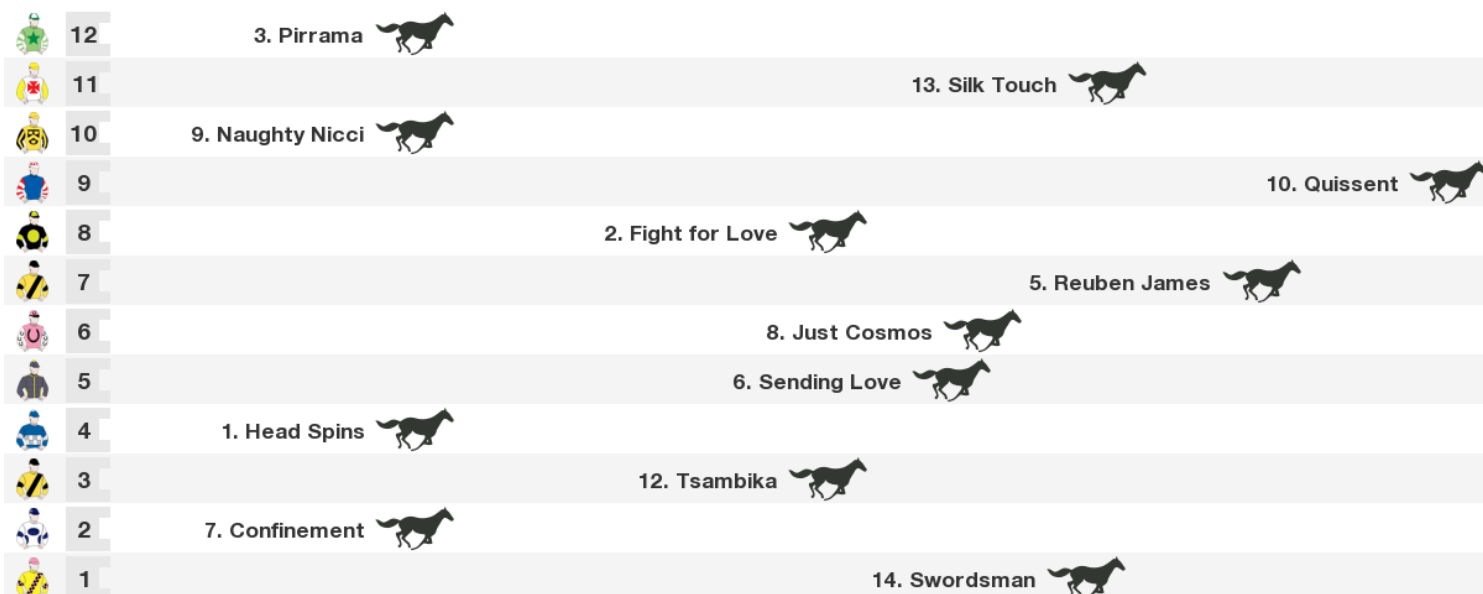 12 3. Pirrama
11 13. Silk Touch
10 9. Naughty Nicci
9 10. Quissent
8 2. Fight for Love
7 5. Reuben James
6 8. Just Cosmos
5 6. Sending Love
4 1. Head Spins
3 12. Tsambika
2 7. Confinement
1 14. Swordsman